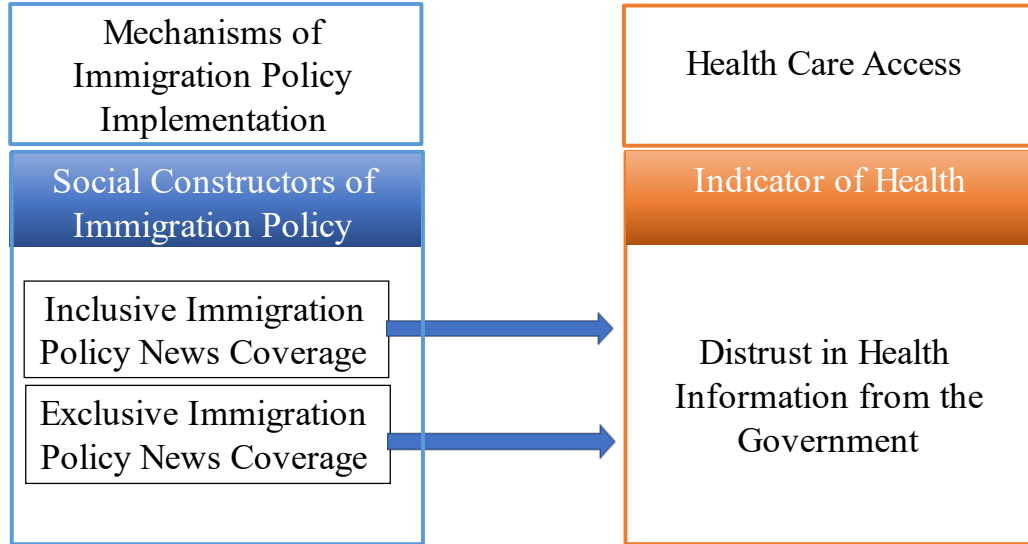 Mechanisms of
Immigration Policy
Implementation
Social Constructors of
Immigration Policy
Inclusive Immigration
Policy News Coverage
Exclusive Immigration
Policy News Coverage
Health Care Access
Indicator of Health
Distrust in Health
Information from the
Government